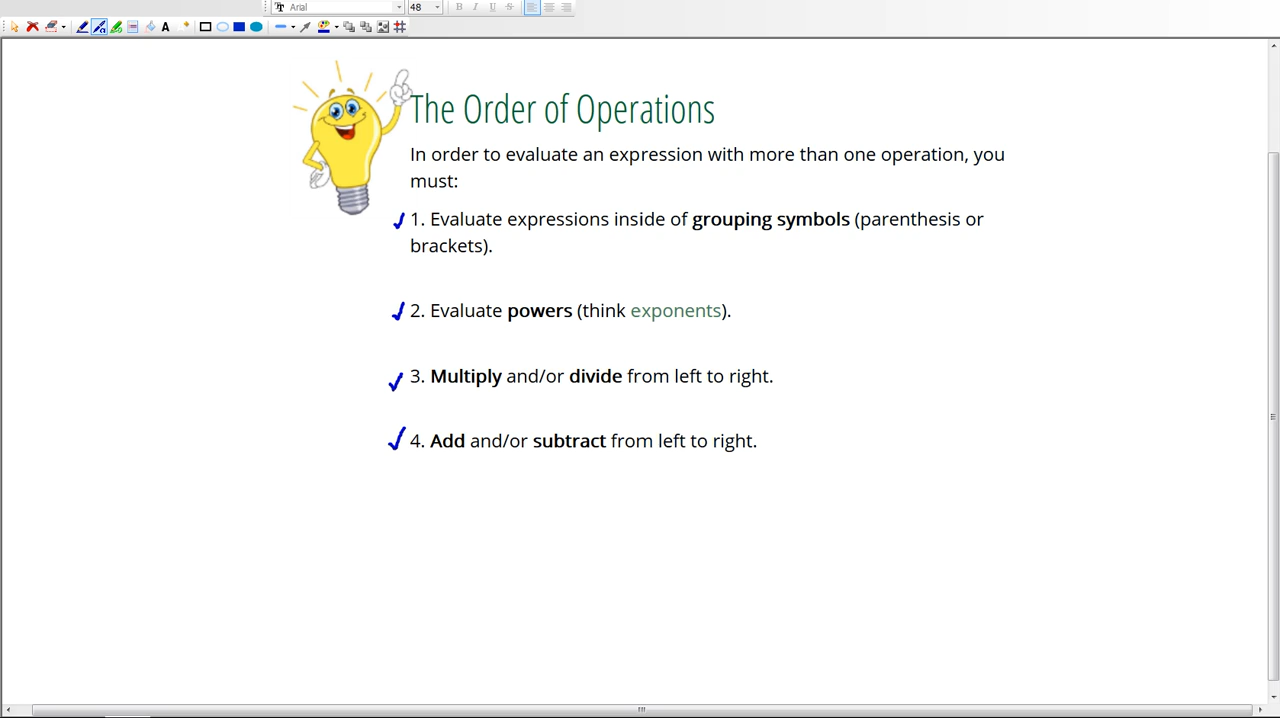 Arial 48 B I U S
A
The Order of Operations
In order to evaluate an expression with more than one operation, you
must:
1. Evaluate expressions inside of grouping symbols (parenthesis or
brackets).
2. Evaluate powers (think exponents).
3. Multiply and/or divide from left to right.
4. Add and/or subtract from left to right.